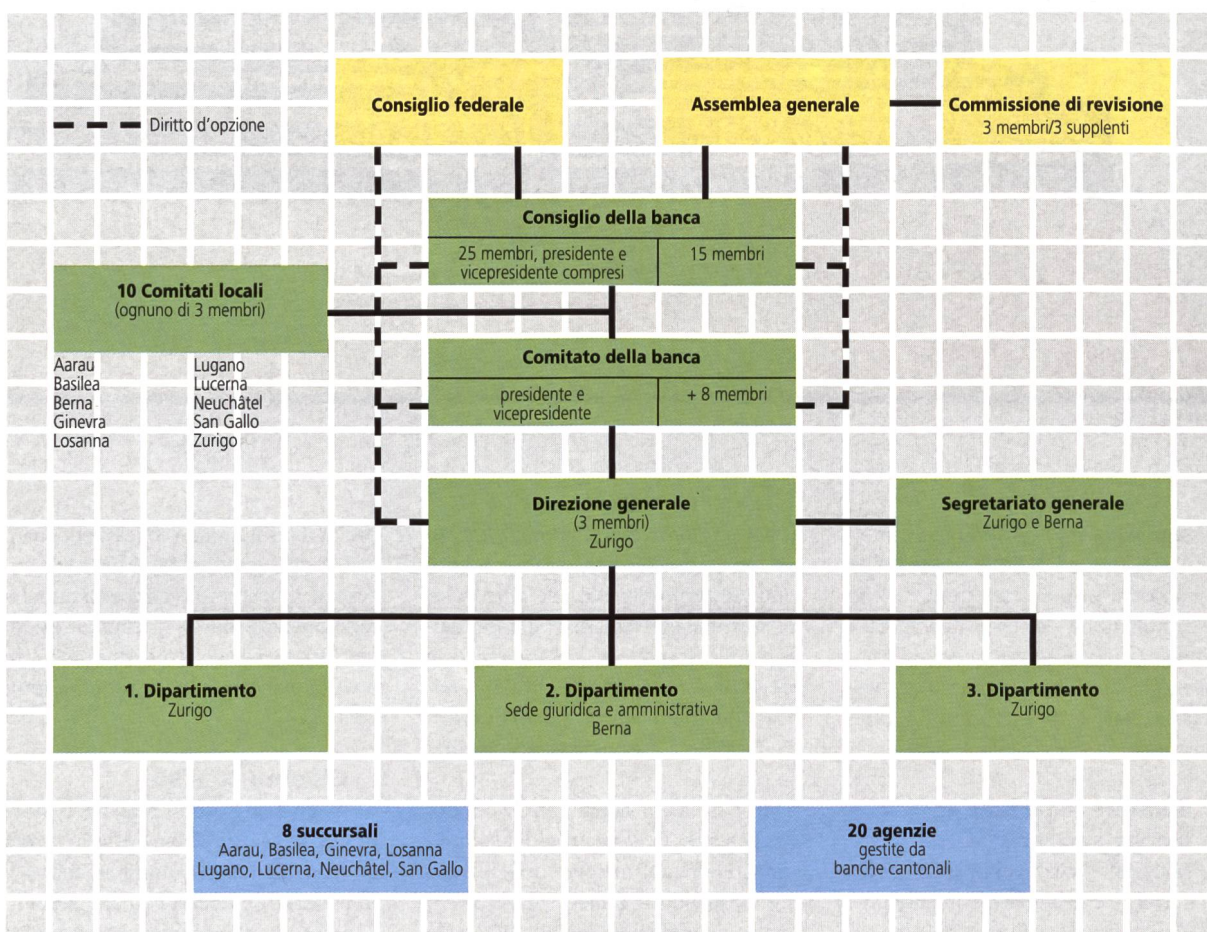 Consiglio federale
Assemblea generale
Commissione di revisione
3 membri/3 supplenti
Diritto d'opzione
Consiglio della banca
25 membri, presidente e
vicepresidente compresi
15 membri
10 Comitati locali
(ognuno di 3 membri)
Aarau
Basilea
Berna
Ginevra
Losanna
Lugano
Lucerna
Neuchâtel
San Gallo
Zurigo
Comitato della banca
presidente e
vicepresidente
+ 8 membri
Direzione generale
(3 membri)
Zurigo
Segretariato generale
Zurigo e Berna
1. Dipartimento
Zurigo
2. Dipartimento
Sede giuridica e amministrativa
Berna
3. Dipartimento
Zurigo
8 succursali
Aarau, Basilea, Ginevra, Losanna
Lugano, Lucerna, Neuchâtel, San Gallo
20 agenzie
gestite da
banche cantonali